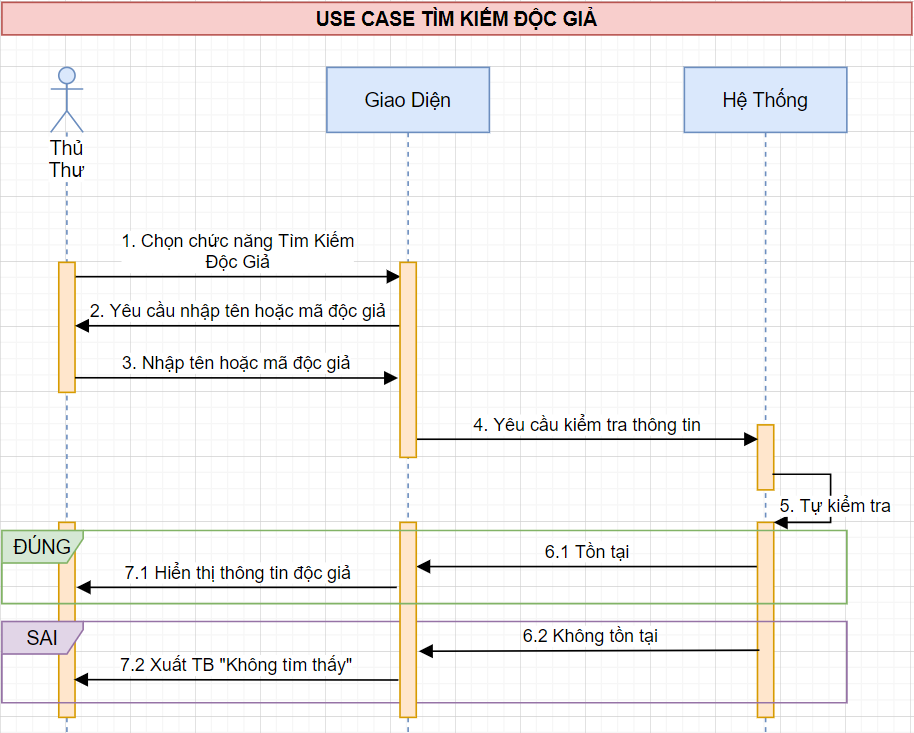 USE CASE TÌM KIẾM ĐỘC GIẢ
Thủ
Thư
Giao Diện
Hệ Thống
1. Chọn chức năng Tìm Kiếm
Độc Giả
2. Yêu cầu nhập tên hoặc mã độc giả
3. Nhập tên hoặc mã độc giả
4. Yêu cầu kiểm tra thông tin
5. Tự kiểm tra
ĐÚNG
6.1 Tồn tại
7.1 Hiển thị thông tin độc giả
SAI
6.2 Không tồn tại
7.2 Xuất TB "Không tìm thấy"